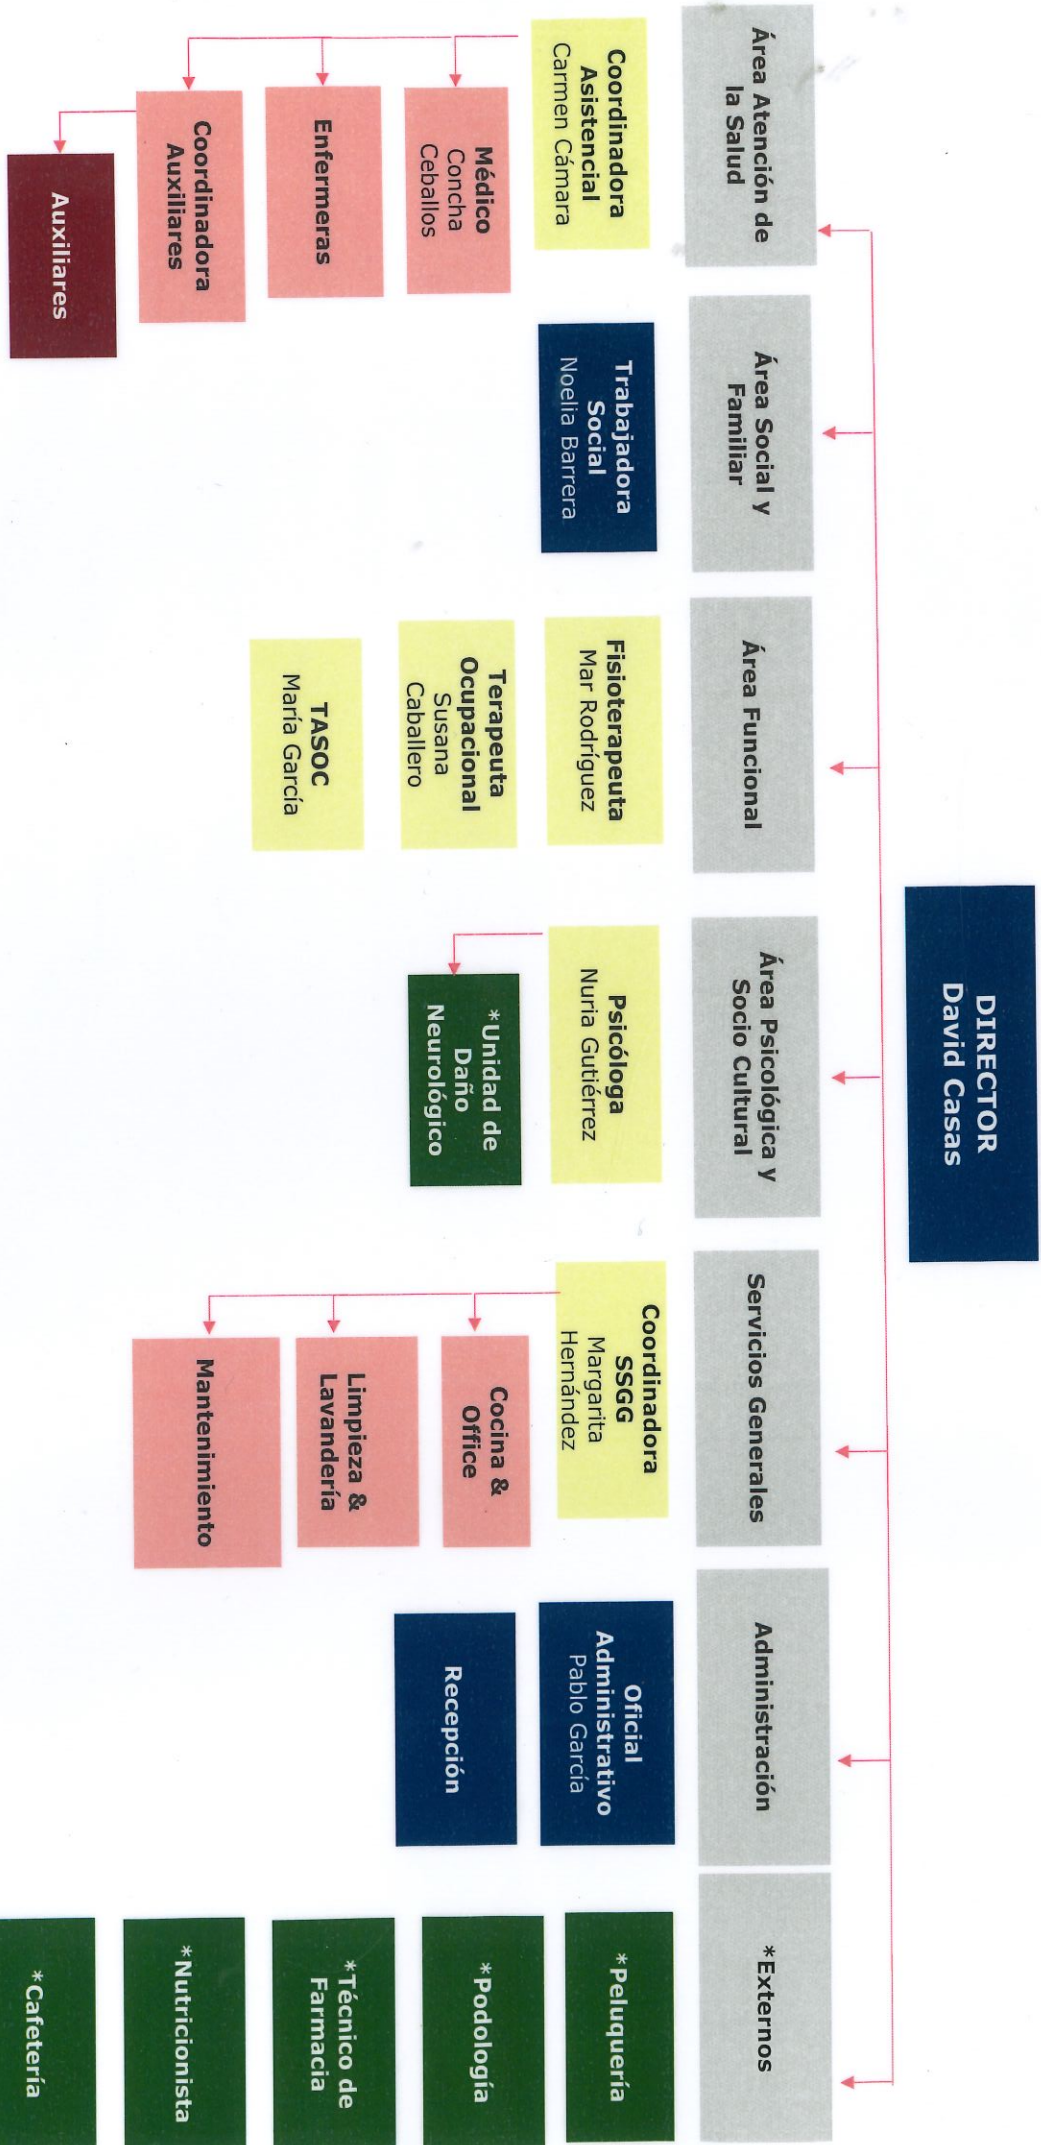 DIRECTOR
David Casas
Área Atención de
la Salud
Área Social y
Familiar
Área Funcional
Área Psicológica y
Socio Cultural
Servicios Generales
Administración
*Externos
Coordinadora
Asistencial
Carmen Cámara
Médico
Concha
Ceballos
Enfermeras
Coordinadora
Auxiliares
Auxiliares
Trabajadora
Social
Noelia Barrera
Fisioterapeuta
Mar Rodríguez
Terapeuta
Ocupacional
Susana
Caballero
TASOC
María García
Psicóloga
Nuria Gutiérrez
*Unidad de
Daño
Neurológico
Coordinadora
SSGG
Margarita
Hernández
Cocina &
Office
Limpieza &
Lavandería
Mantenimiento
Oficial
Administrativo
Pablo García
Recepción
*Peluquería
*Podología
*Técnico de
Farmacia
*Nutricionista
*Cafetería